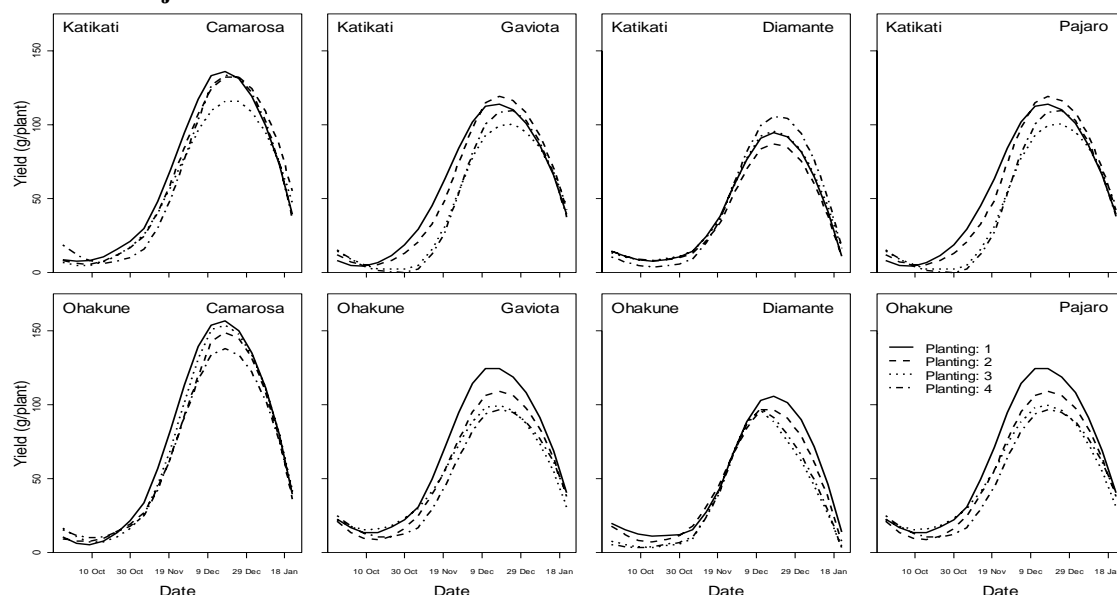 Katikati Camarosa
Katikati Gaviota
Katikati Diamante
Katikati Pajaro
Yield (g/plant)
150
100
50
0
Ohakune Camarosa
Ohakune Gaviota
Ohakune Diamante
Ohakune Pajaro
Planting: 1
Planting: 2
Planting: 3
Planting: 4
Yield (g/plant)
150
100
50
0
10 Oct 30 Oct 19 Nov 9 Dec 29 Dec 18 Jan
10 Oct 30 Oct 19 Nov 9 Dec 29 Dec 18 Jan
10 Oct 30 Oct 19 Nov 9 Dec 29 Dec 18 Jan
10 Oct 30 Oct 19 Nov 9 Dec 29 Dec 18 Jan
Date Date Date Date